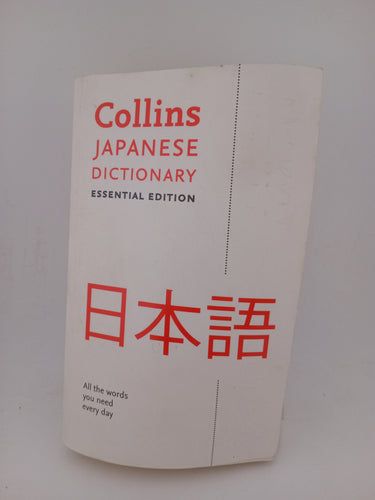 Collins
JAPANESE
DICTIONARY
ESSENTIAL EDITION
日本語
All the words
you need
every day